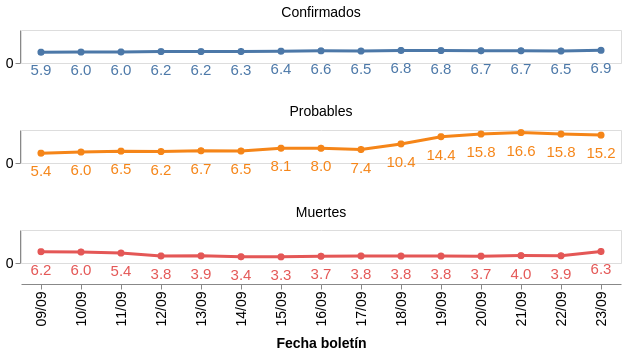 Confirmados
0
5.9 6.0 6.0 6.2 6.2 6.3 6.4 6.6 6.5 6.8 6.8 6.7 6.7 6.5 6.9
Probables
0
5.4 6.0 6.5 6.2 6.7 6.5 8.1 8.0 7.4 10.4 14.4 15.8 16.6 15.8 15.2
Muertes
0
6.2 6.0 5.4 3.8 3.9 3.4 3.3 3.7 3.8 3.8 3.8 3.7 4.0 3.9 6.3
09/09 10/09 11/09 12/09 13/09 14/09 15/09 16/09 17/09 18/09 19/09 20/09 21/09 22/09 23/09
Fecha boletín